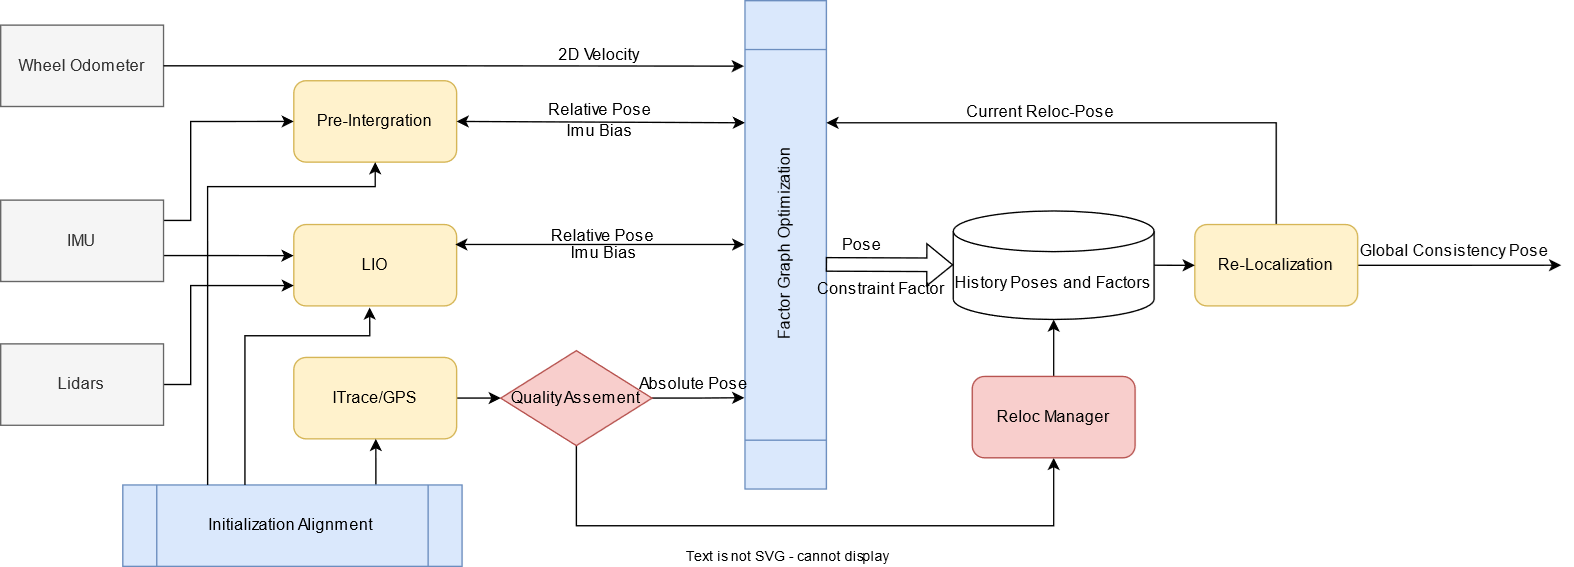 Wheel Odometer
2D Velocity
Pre-Intergration
Relative Pose
Imu Bias
Current Reloc-Pose
IMU
LIO
Relative Pose
Imu Bias
Factor Graph Optimization
Pose
Constraint Factor
History Poses and Factors
Re-Localization
Global Consistency Pose
Lidars
ITrace/GPS
Quality Assement
Absolute Pose
Reloc Manager
Initialization Alignment
Text is not SVG - cannot display